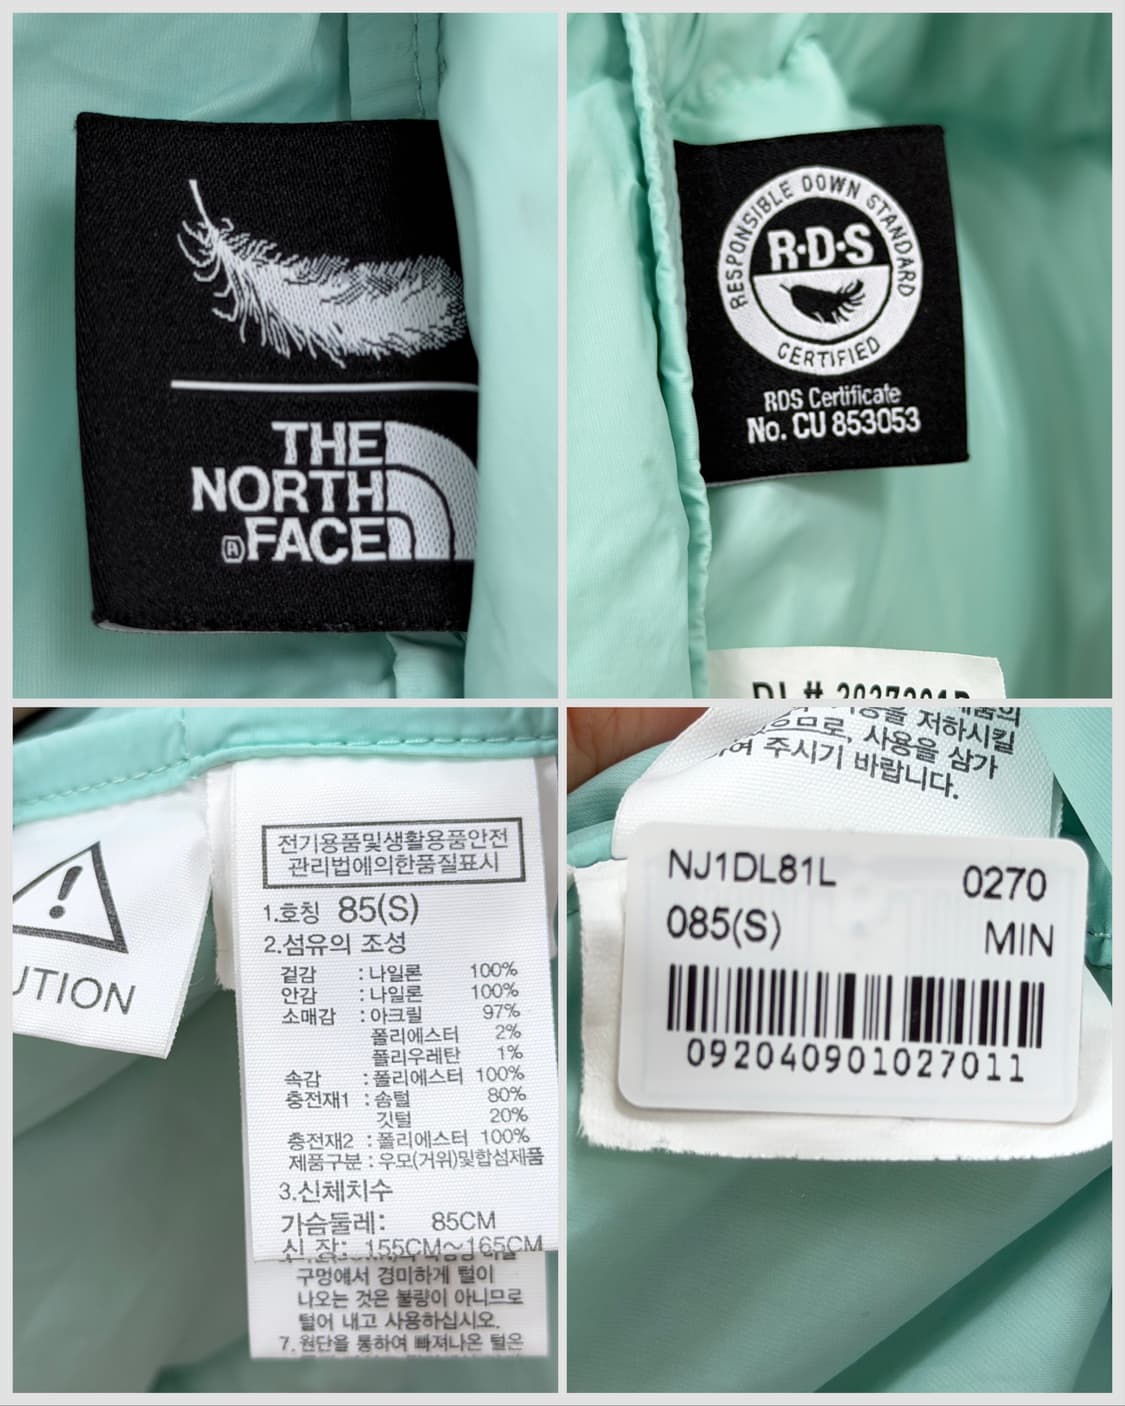 THE
NORTH
FACE
RESPONSIBLE DOWN STANDARD
R·D·S
CERTIFIED
RDS Certificate
No. CU 853053
DL#
UTION
전기용품및생활용품안전
관리법에의한품질표시
1.호칭 85(S)
2.섬유의 조성
겉감 :나일론 100%
안감 :나일론 100%
소매감 :아크릴 97%
폴리에스터 2%
폴리우레탄 1%
속감 :폴리에스터 100%
충전재1 :솜털 80%
깃털 20%
충전재2 :폴리에스터 100%
제품구분:우모(거위)및합섬제품
3.신체치수
가슴둘레: 85CM
신 장: 155CM~165CM
구멍에서 경미하게 털이
나오는 것은 불량이 아니므로
털어 내고 사용하십시오.
7.원단을 통하여 빠져나온 털은
저하시킬
있으므로, 사용을 삼가
하여 주시기 바랍니다.
NJ1DL81L 0270
085(S) MIN
092040901027011